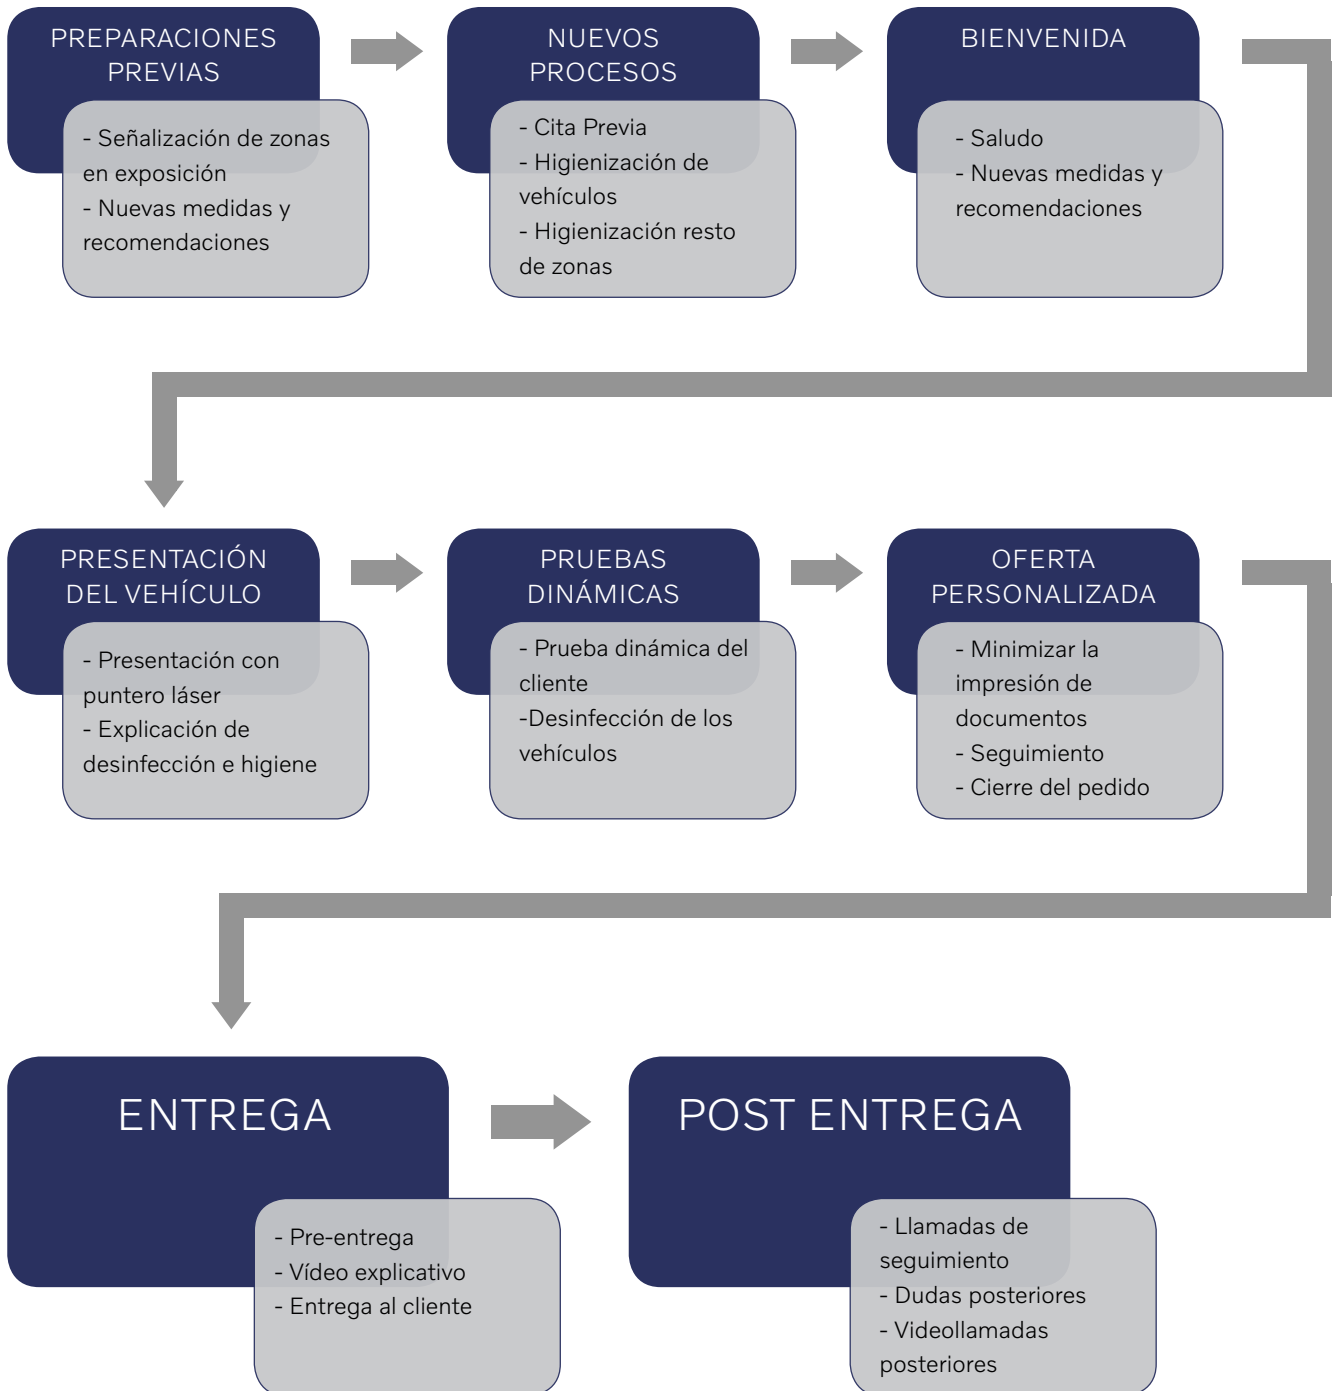 PREPARACIONES
PREVIAS
- Señalización de zonas
en exposición
- Nuevas medidas y
recomendaciones
NUEVOS
PROCESOS
- Cita Previa
- Higienización de
vehículos
- Higienización resto
de zonas
BIENVENIDA
- Saludo
- Nuevas medidas y
recomendaciones
PRESENTACIÓN
DEL VEHÍCULO
- Presentación con
puntero láser
- Explicación de
desinfección e higiene
PRUEBAS
DINÁMICAS
- Prueba dinámica del
cliente
-Desinfección de los
vehículos
OFERTA
PERSONALIZADA
- Minimizar la
impresión de
documentos
- Seguimiento
- Cierre del pedido
ENTREGA
- Pre-entrega
- Vídeo explicativo
- Entrega al cliente
POST ENTREGA
- Llamadas de
seguimiento
- Dudas posteriores
- Videollamadas
posteriores